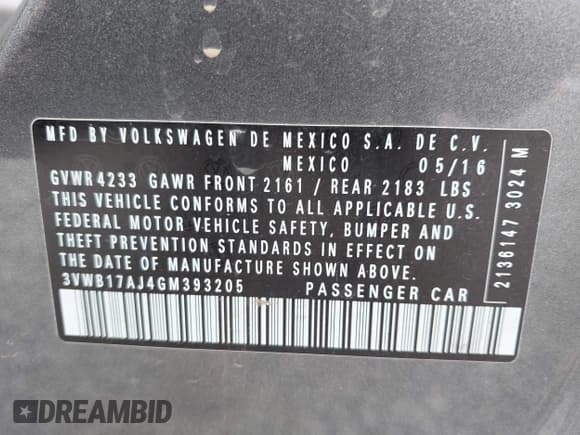 MFD BY VOLKSWAGEN DE MEXICO S.A. DE C.V.
MEXICO 05/16
GVWR 4233 GAWR FRONT 2161 / REAR 2183 LBS
THIS VEHICLE CONFORMS TO ALL APPLICABLE U.S.
FEDERAL MOTOR VEHICLE SAFETY, BUMPER AND
THEFT PREVENTION STANDARDS IN EFFECT ON
THE DATE OF MANUFACTURE SHOWN ABOVE.
3VWB17AJ4GM393205 PASSENGER CAR
2136147 3024 M
DREAMBID